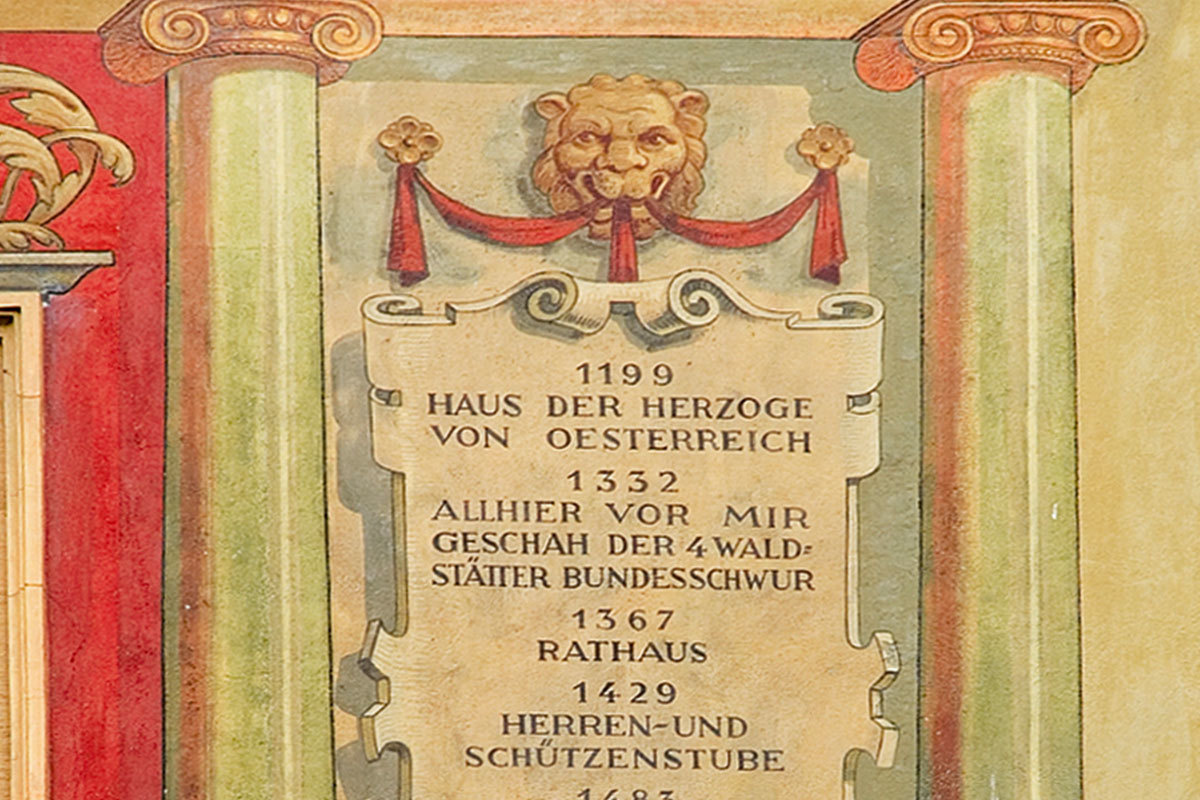 1199
HAUS DER HERZOGE
VON OESTERREICH
1332
ALLHIER VOR MIR
GESCHAH DER 4 WALD=
STÄTTER BUNDESSCHWUR
1367
RATHAUS
1429
HERREN-UND
SCHÜTZENSTUBE
1483